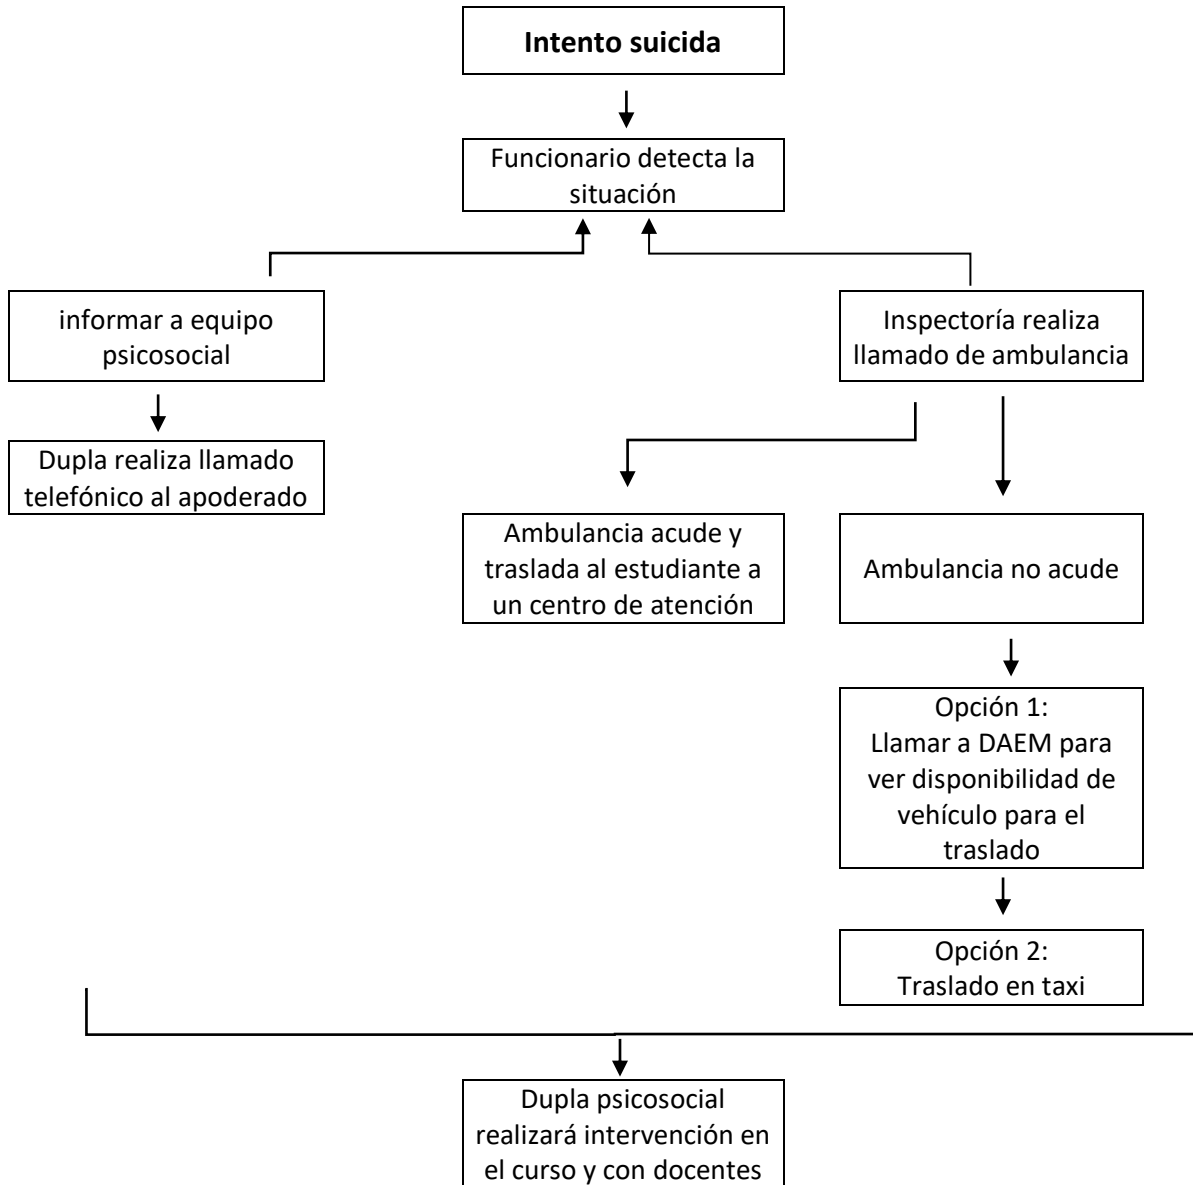 Intento suicida
Funcionario detecta la
situación
informar a equipo
psicosocial
Inspectoría realiza
llamado de ambulancia
Dupla realiza llamado
telefónico al apoderado
Ambulancia acude y
traslada al estudiante a
un centro de atención
Ambulancia no acude
Opción 1:
Llamar a DAEM para
ver disponibilidad de
vehículo para el
traslado
Opción 2:
Traslado en taxi
Dupla psicosocial
realizará intervención en
el curso y con docentes